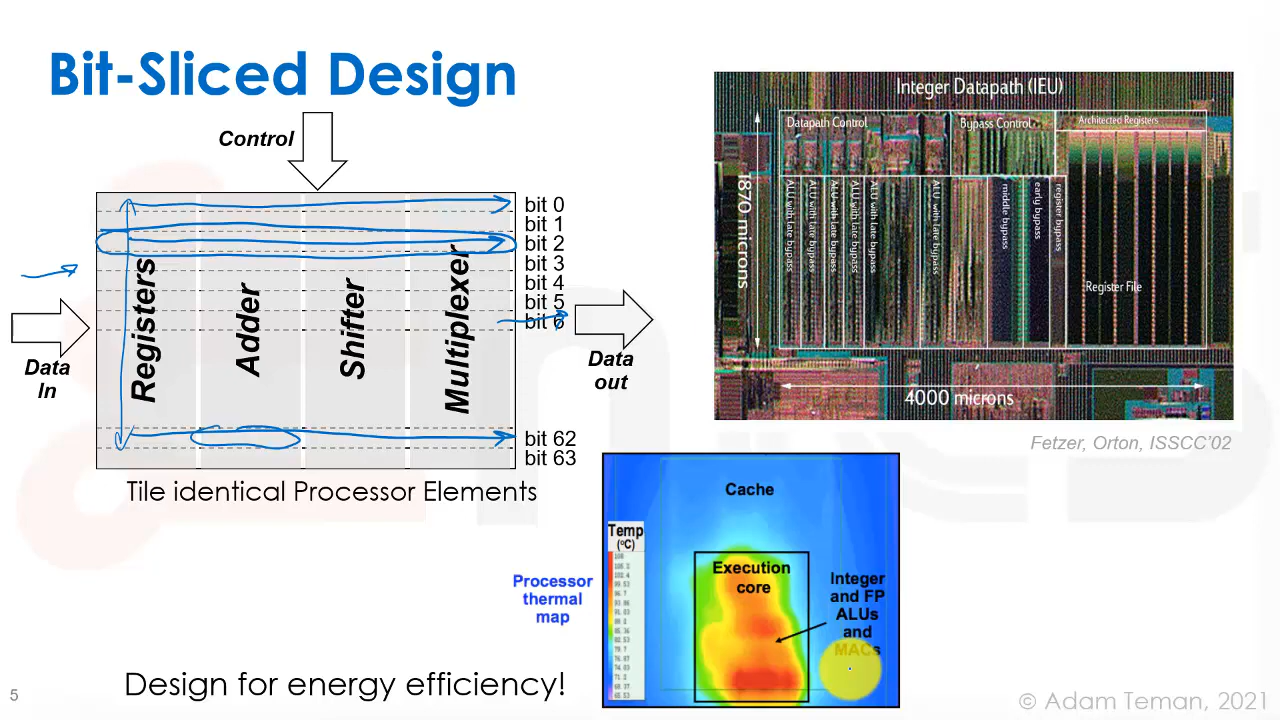 Bit-Sliced Design
Control
bit 0
bit 1
bit 2
bit 3
bit 4
bit 5
bit 6
bit 62
bit 63
Registers
Adder
Shifter
Multiplexer
Data
In
Data
out
Tile identical Processor Elements
Integer Datapath (IEU)
Datapath Control
Bypass Control
Architected Registers
1870 microns
ALU with late bypass
ALU with late bypass
ALU with late bypass
ALU with late bypass
ALU with late bypass
ALU with late bypass
middle bypass
early bypass
register bypass
Register File
4000 microns
Fetzer, Orton, ISSCC'02
Cache
Temp
(°C)
Execution
core
Integer
and FP
ALUs
and
MACs
Processor
thermal
map
Design for energy efficiency!
5
© Adam Teman, 2021